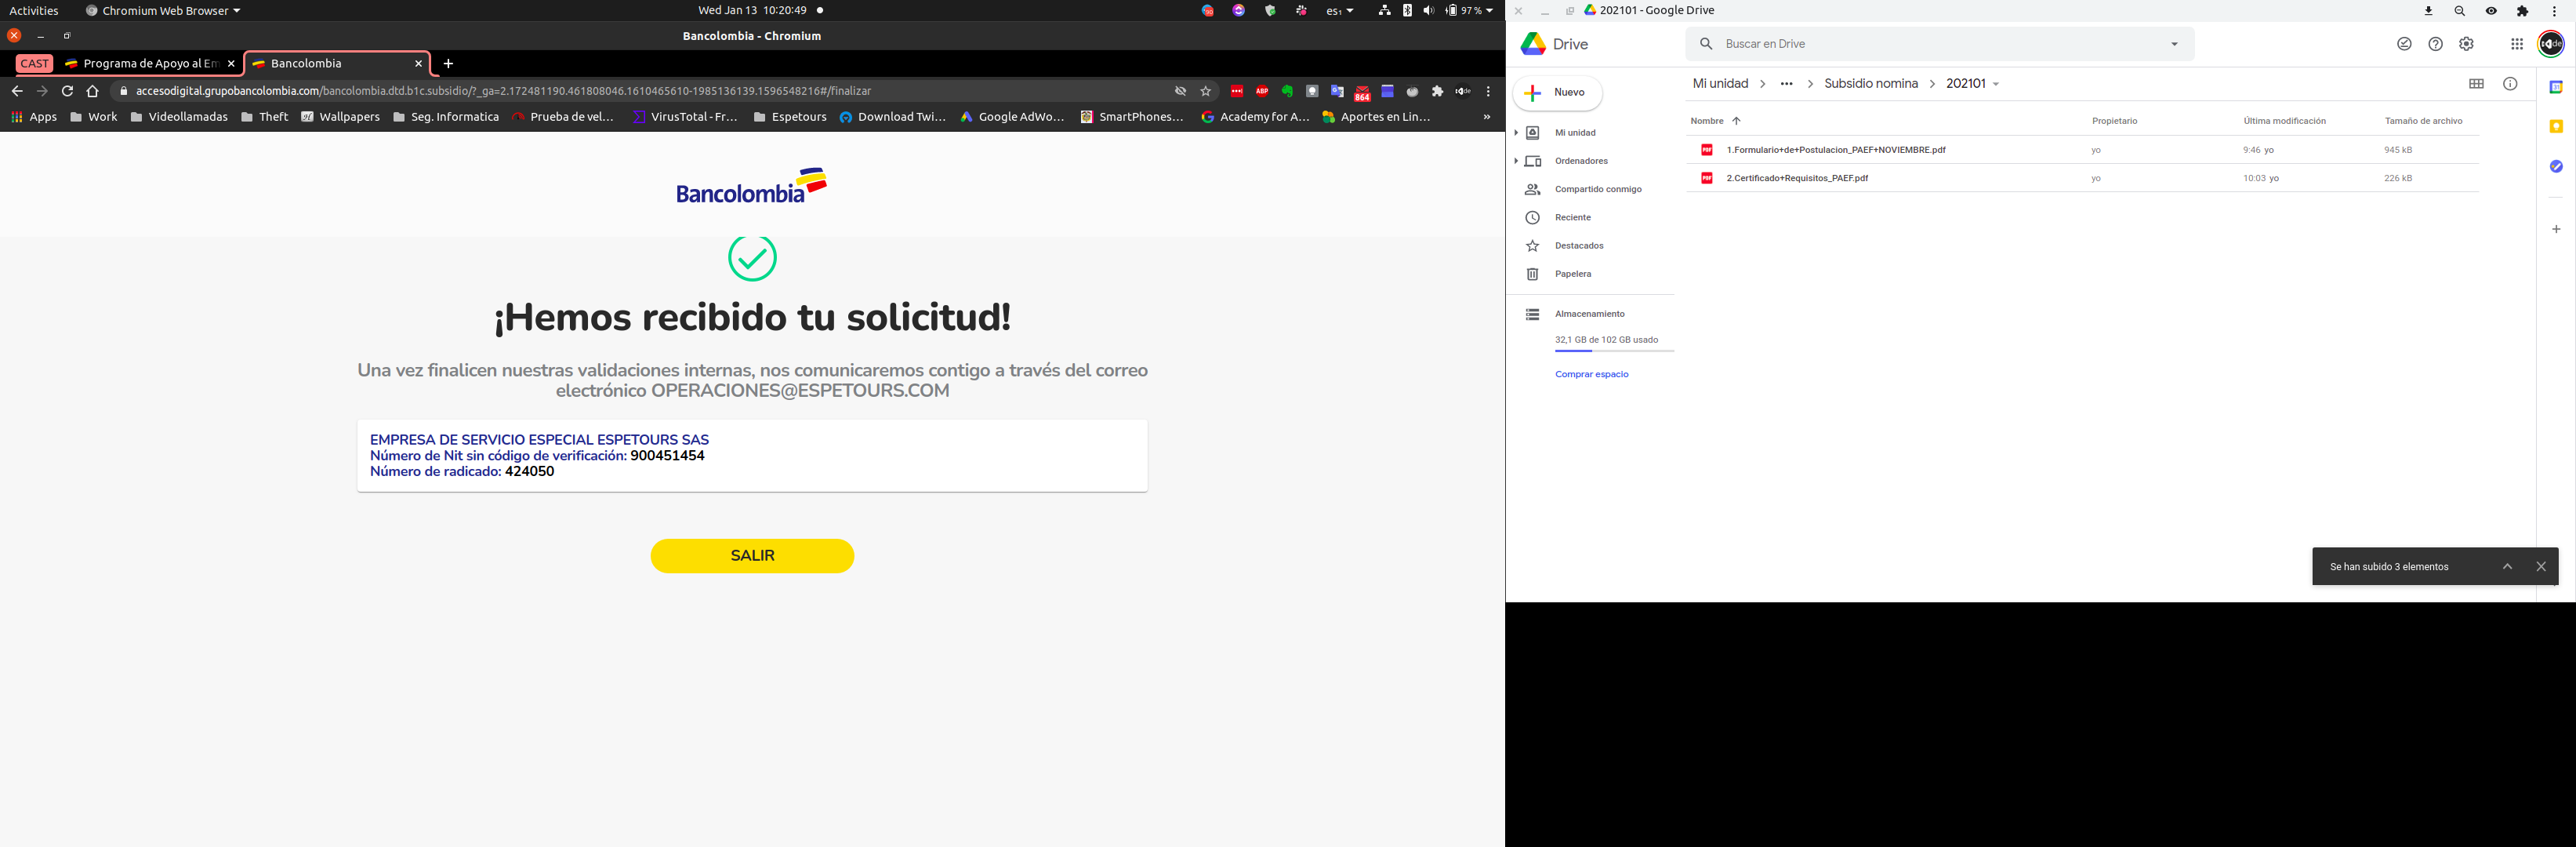 Activities
Chromium Web Browser
Wed Jan 13 10:20:49
es₁
97 %
Bancolombia - Chromium
CAST
Programa de Apoyo al Em
Bancolombia
accesodigital.grupobancolombia.com/bancolombia.dtd.b1c.subsidio/?_ga=2.172481190.461808046.1610465610-1985136139.1596548216#/finalizar
ABP
864
Apps
Work
Videollamadas
Theft
Wallpapers
Seg. Informatica
Prueba de vel...
VirusTotal - Fr...
Espetours
Download Twi...
Google AdWo...
SmartPhones...
Academy for A...
Aportes en Lin...
»
Bancolombia
¡Hemos recibido tu solicitud!
Una vez finalicen nuestras validaciones internas, nos comunicaremos contigo a través del correo
electrónico OPERACIONES@ESPETOURS.COM
EMPRESA DE SERVICIO ESPECIAL ESPETOURS SAS
Número de Nit sin código de verificación: 900451454
Número de radicado: 424050
SALIR
202101 - Google Drive
Drive
Buscar en Drive
Nuevo
Mi unidad
Ordenadores
Compartido conmigo
Reciente
Destacados
Papelera
Almacenamiento
32,1 GB de 102 GB usado
Comprar espacio
Mi unidad > ... > Subsidio nomina > 202101
Nombre Propietario Última modificación Tamaño de archivo
PDF 1.Formulario+de+Postulacion_PAEF+NOVIEMBRE.pdf yo 9:46 yo 945 kB
PDF 2.Certificado+Requisitos_PAEF.pdf yo 10:03 yo 226 kB
Se han subido 3 elementos